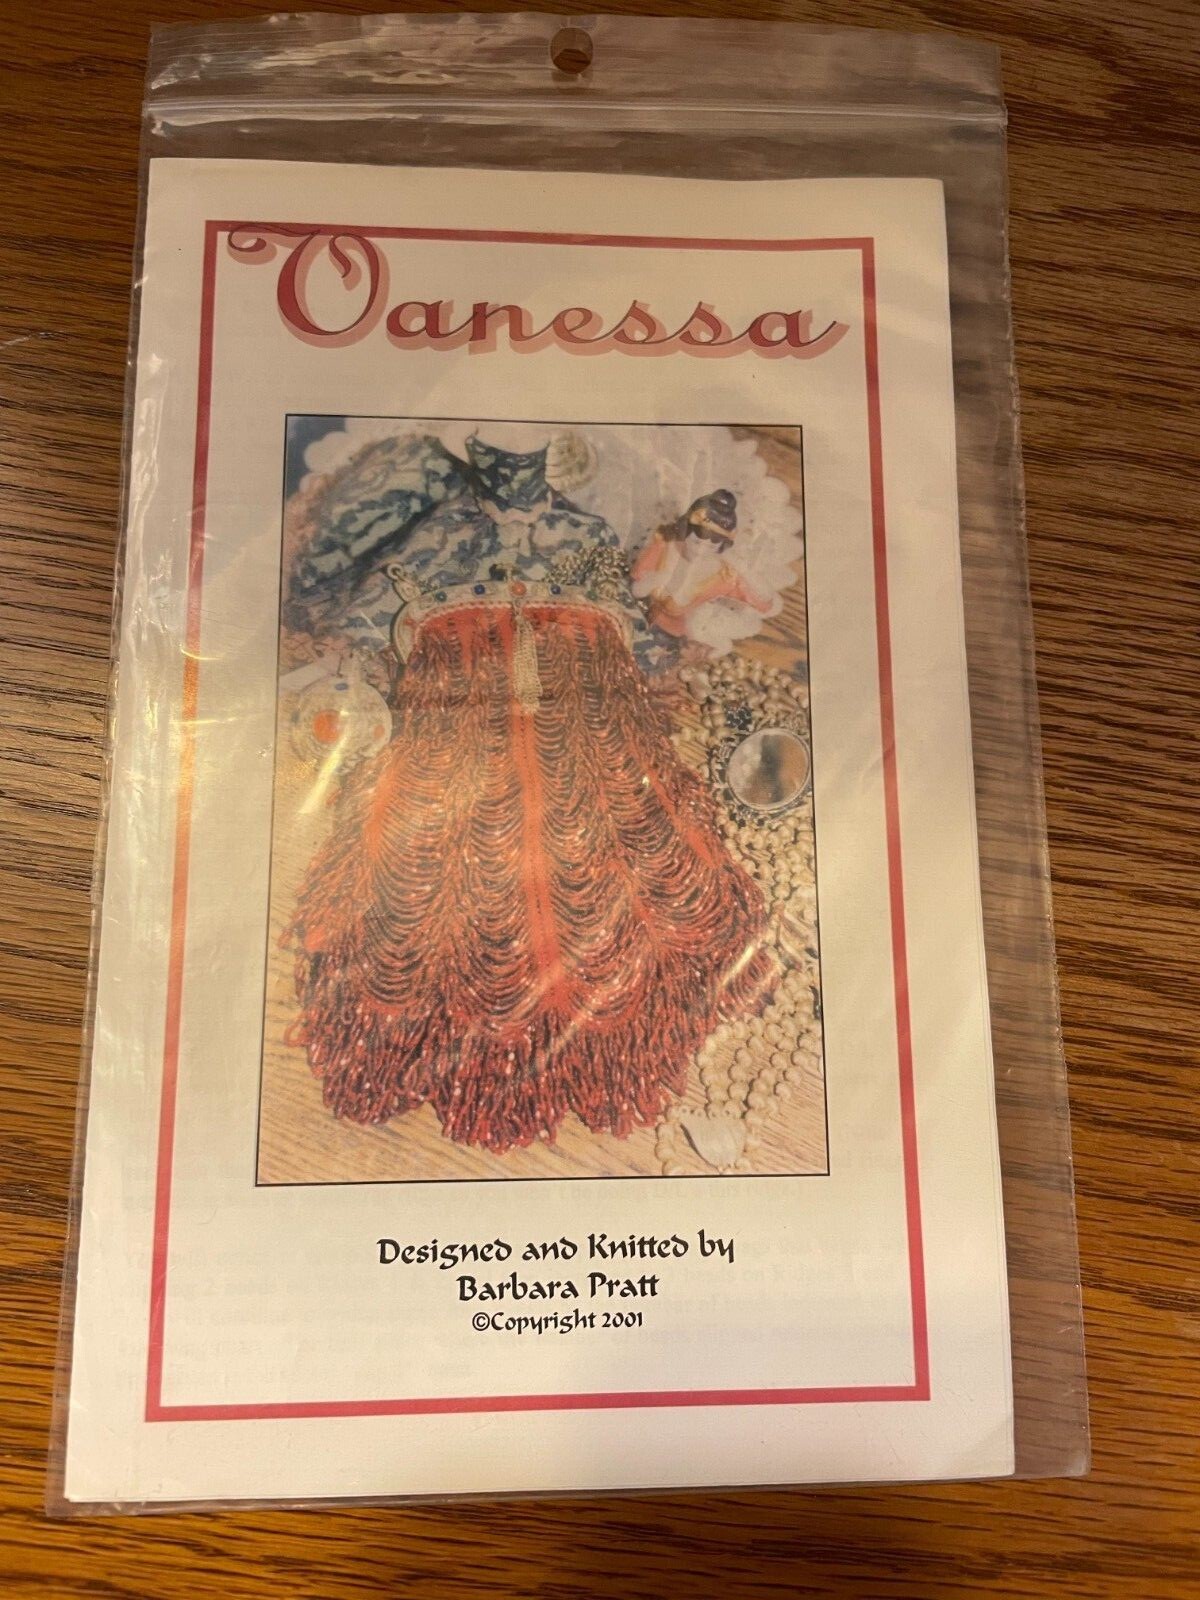 Vanessa
Designed and Knitted by
Barbara Pratt
©Copyright 2001